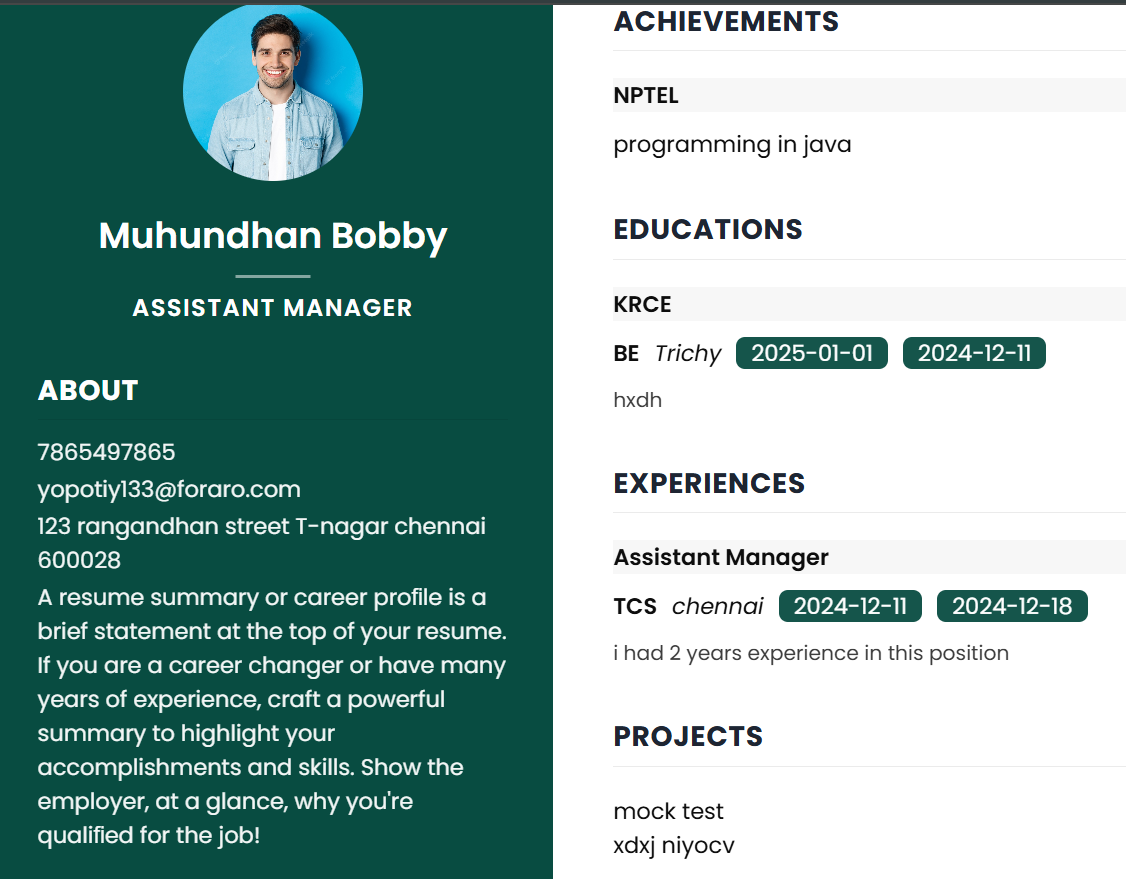 Muhundhan Bobby
ASSISTANT MANAGER
ABOUT
7865497865
yopotiy133@foraro.com
123 rangandhan street T-nagar chennai
600028
A resume summary or career profile is a
brief statement at the top of your resume.
If you are a career changer or have many
years of experience, craft a powerful
summary to highlight your
accomplishments and skills. Show the
employer, at a glance, why you're
qualified for the job!
ACHIEVEMENTS
NPTEL
programming in java
EDUCATIONS
KRCE
BE Trichy 2025-01-01 2024-12-11
hxdh
EXPERIENCES
Assistant Manager
TCS chennai 2024-12-11 2024-12-18
i had 2 years experience in this position
PROJECTS
mock test
xdxj niyocv